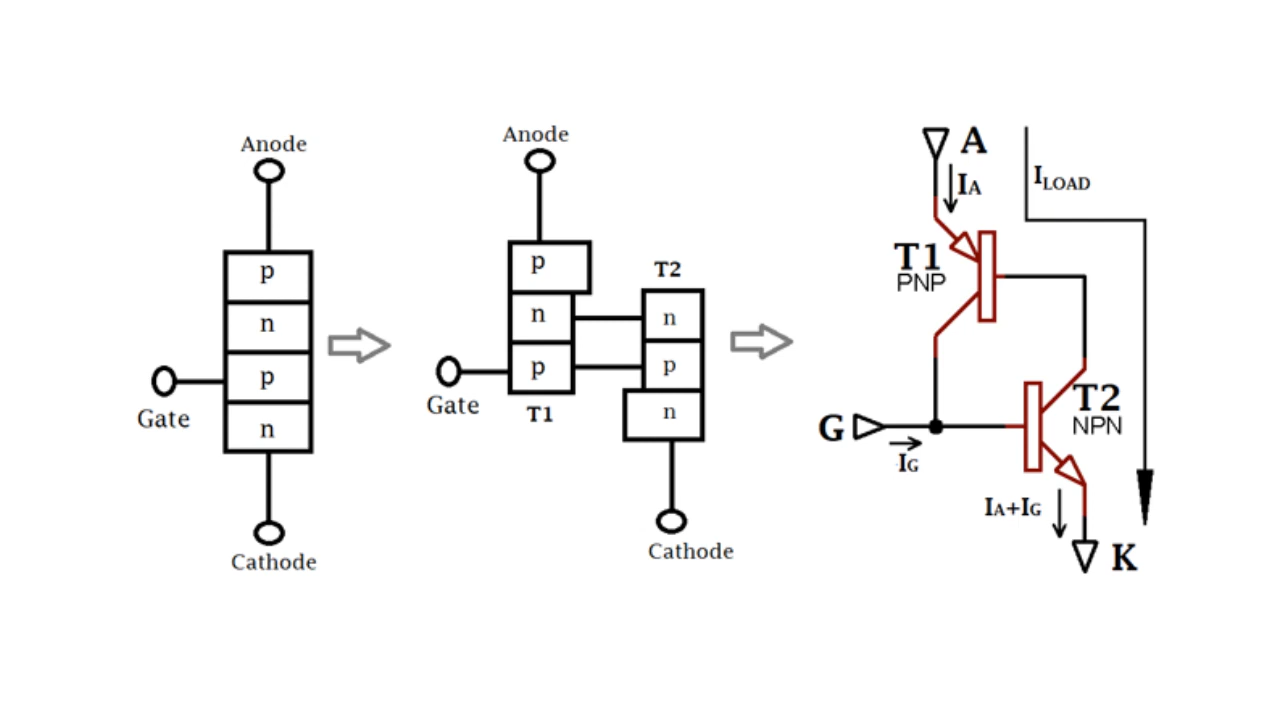 Anode
p
n
p
n
Gate
Cathode
Anode
p
n
p
T1
Gate
T2
n
p
n
Cathode
A
IA
ILOAD
T1
PNP
G
IG
T2
NPN
IA+IG
K